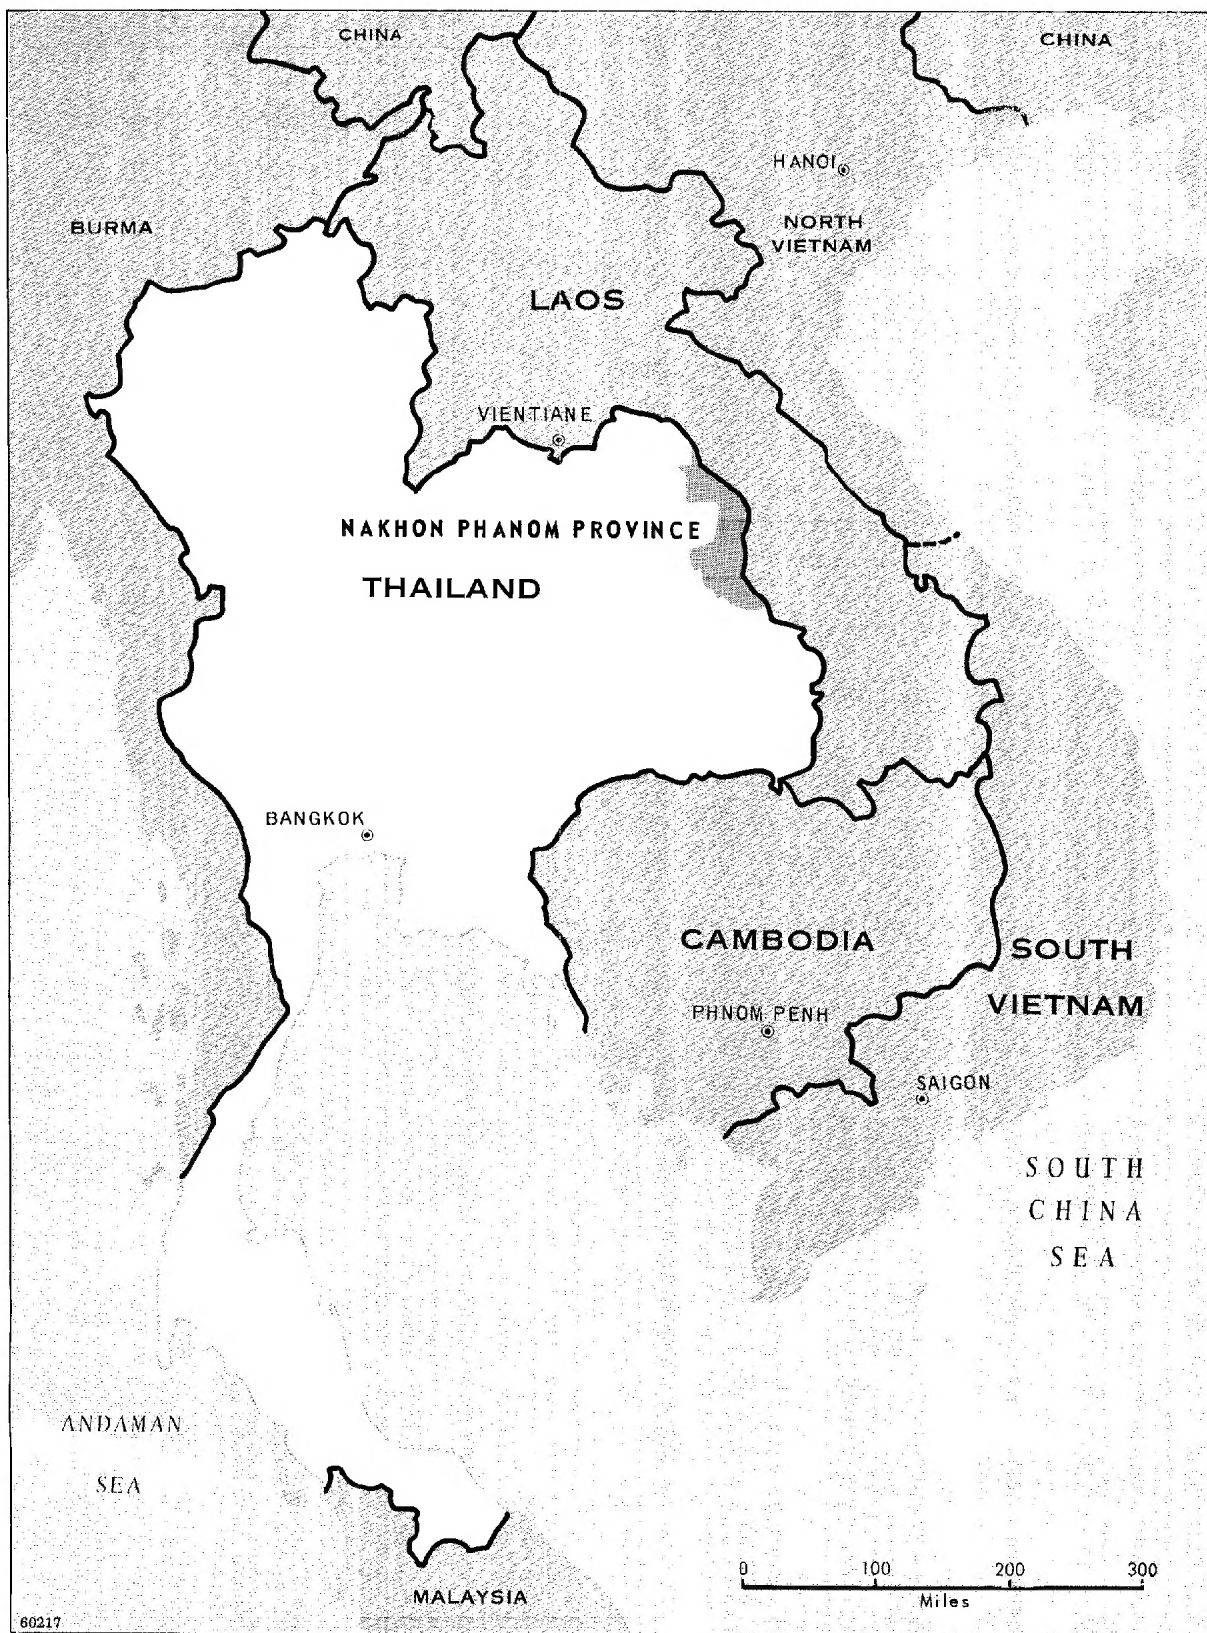 CHINA
CHINA
HANOI
BURMA
NORTH
VIETNAM
LAOS
VIENTIANE
NAKHON PHANOM PROVINCE
THAILAND
BANGKOK
CAMBODIA
SOUTH
VIETNAM
PHNOM PENH
SAIGON
SOUTH
CHINA
SEA
ANDAMAN
SEA
0 100 200 300
Miles
MALAYSIA
60217